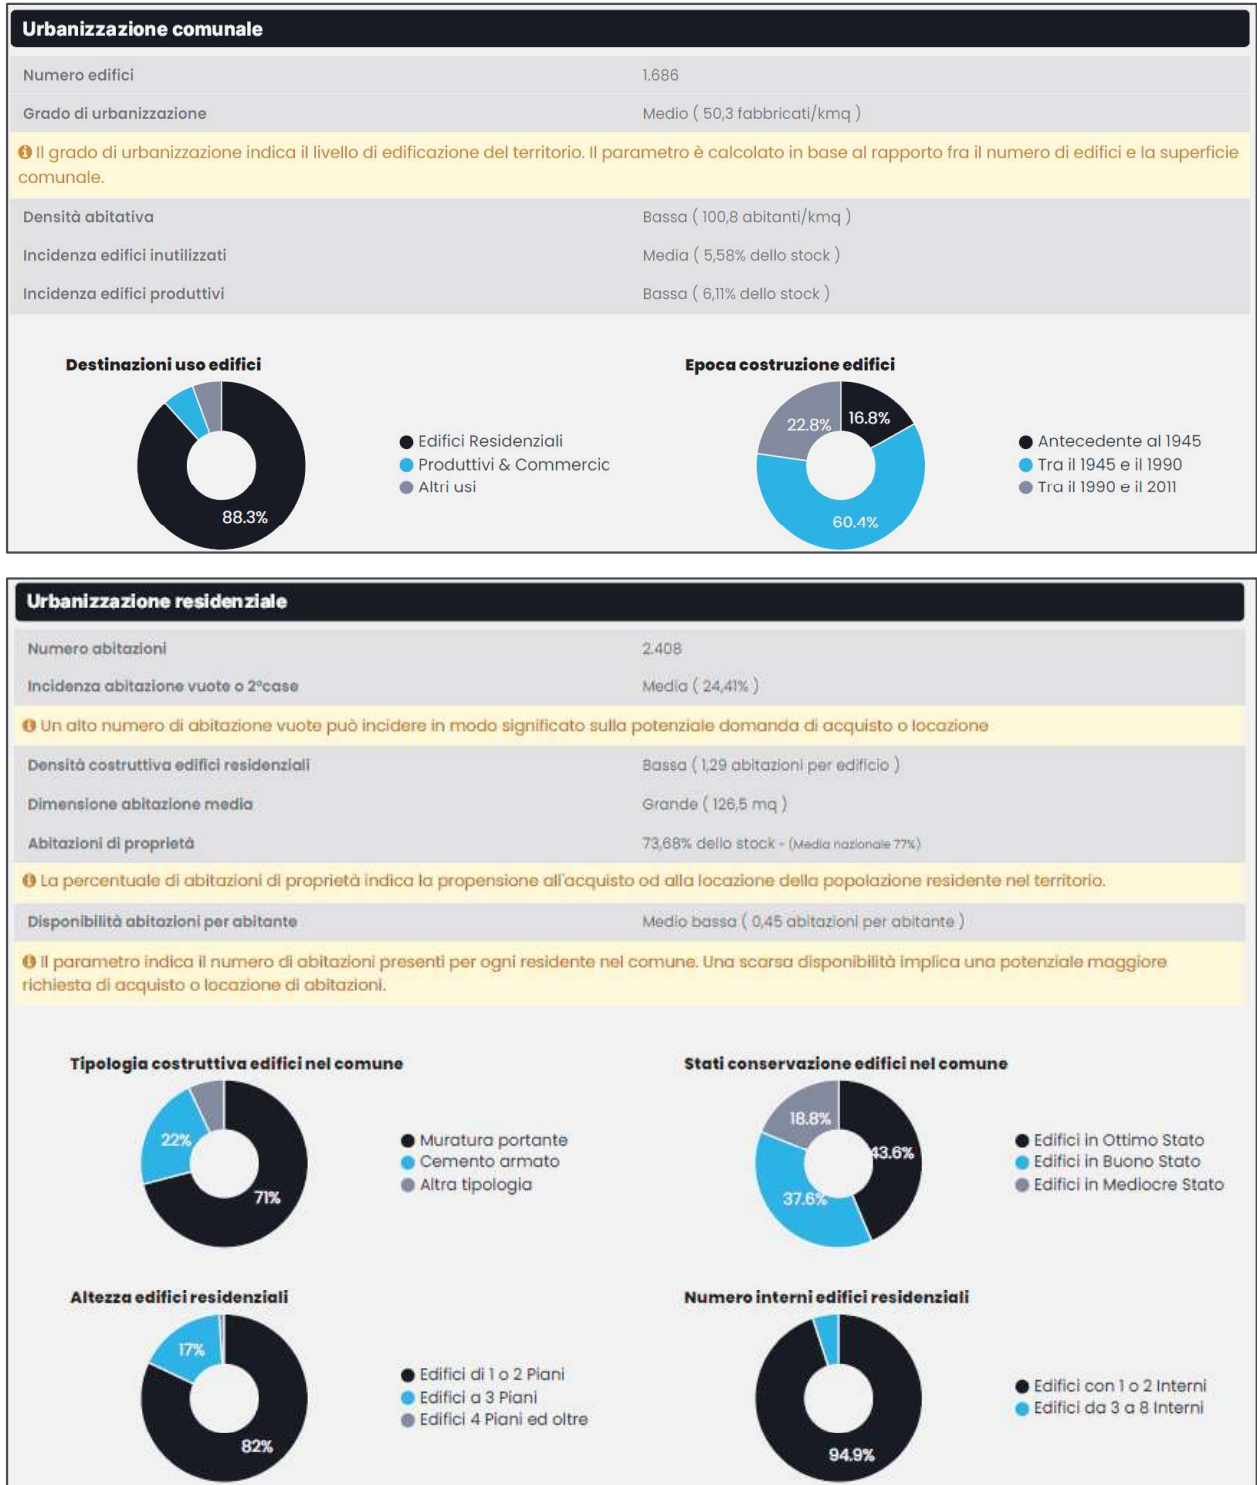 Urbanizzazione comunale
Numero edifici 1.686
Grado di urbanizzazione Medio ( 50,3 fabbricati/kmq )
Il grado di urbanizzazione indica il livello di edificazione del territorio. Il parametro è calcolato in base al rapporto fra il numero di edifici e la superficie
comunale.
Densità abitativa Bassa ( 100,8 abitanti/kmq )
Incidenza edifici inutilizzati Media ( 5,58% dello stock )
Incidenza edifici produttivi Bassa ( 6,11% dello stock )
Destinazioni uso edifici
88.3%
Edifici Residenziali
Produttivi & Commercic
Altri usi
Epoca costruzione edifici
22.8%
16.8%
60.4%
Antecedente al 1945
Tra il 1945 e il 1990
Tra il 1990 e il 2011
Urbanizzazione residenziale
Numero abitazioni 2.408
Incidenza abitazione vuote o 2°case Media ( 24,41% )
Un alto numero di abitazione vuote può incidere in modo significato sulla potenziale domanda di acquisto o locazione
Densità costruttiva edifici residenziali Bassa ( 1,29 abitazioni per edificio )
Dimensione abitazione media Grande ( 126,5 mq )
Abitazioni di proprietà 73,68% dello stock - (Media nazionale 77%)
La percentuale di abitazioni di proprietà indica la propensione all'acquisto od alla locazione della popolazione residente nel territorio.
Disponibilità abitazioni per abitante Medio bassa ( 0,45 abitazioni per abitante )
Il parametro indica il numero di abitazioni presenti per ogni residente nel comune. Una scarsa disponibilità implica una potenziale maggiore
richiesta di acquisto o locazione di abitazioni.
Tipologia costruttiva edifici nel comune
22%
71%
Muratura portante
Cemento armato
Altra tipologia
Stati conservazione edifici nel comune
18.8%
43.6%
37.6%
Edifici in Ottimo Stato
Edifici in Buono Stato
Edifici in Mediocre Stato
Altezza edifici residenziali
17%
82%
Edifici di 1 o 2 Piani
Edifici a 3 Piani
Edifici 4 Piani ed oltre
Numero interni edifici residenziali
94.9%
Edifici con 1 o 2 Interni
Edifici da 3 a 8 Interni